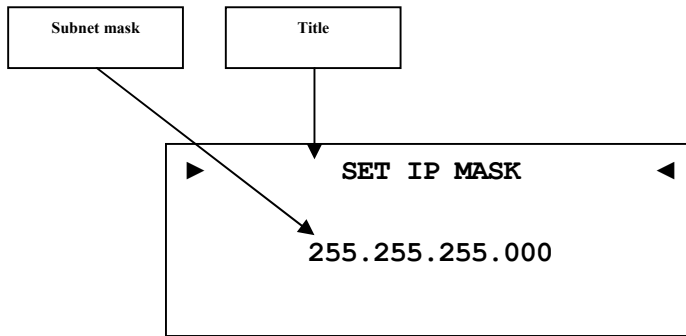 Subnet mask
Title
► SET IP MASK ◄
255.255.255.000